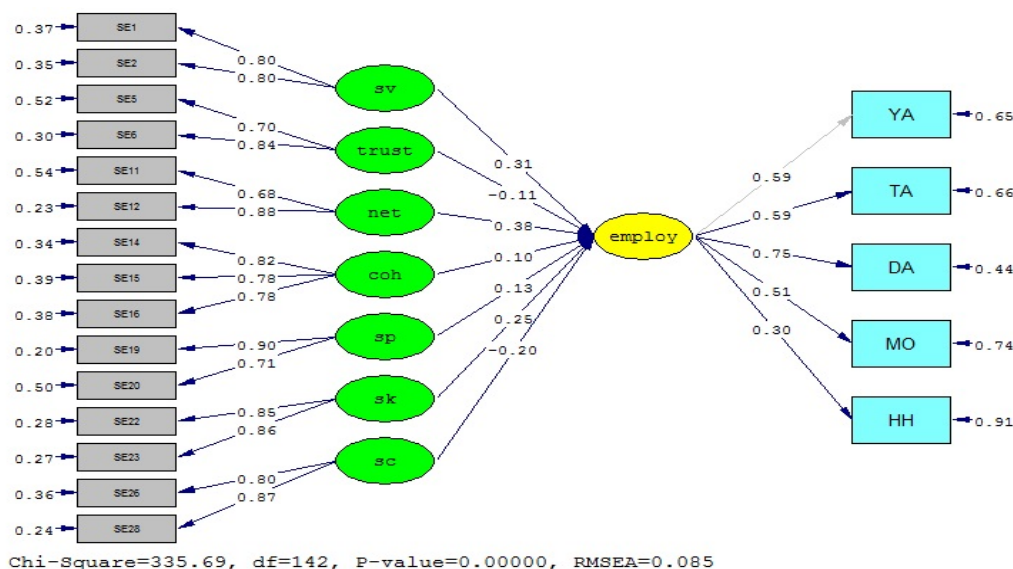 0.37 SE1
0.35 SE2
0.52 SE5
0.30 SE6
0.54 SE11
0.23 SE12
0.34 SE14
0.39 SE15
0.38 SE16
0.20 SE19
0.50 SE20
0.28 SE22
0.27 SE23
0.36 SE26
0.24 SE28
0.80
0.80
0.70
0.84
0.68
0.88
0.82
0.78
0.78
0.90
0.71
0.85
0.86
0.80
0.87
sv
trust
net
coh
sp
sk
sc
0.31
-0.11
0.38
0.10
0.13
0.25
-0.20
employ
0.59
0.59
0.75
0.51
0.30
YA 0.65
TA 0.66
DA 0.44
MO 0.74
HH 0.91
Chi-Square=335.69, df=142, P-value=0.00000, RMSEA=0.085